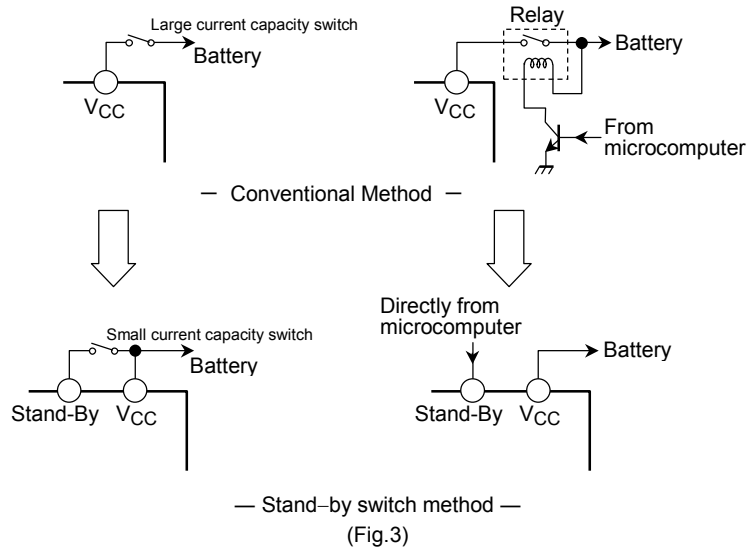 Large current capacity switch
Battery
VCC
Relay
Battery
VCC
From
microcomputer
— Conventional Method —
Small current capacity switch
Battery
Stand-By
VCC
Directly from
microcomputer
Battery
Stand-By
VCC
— Stand–by switch method —
(Fig.3)